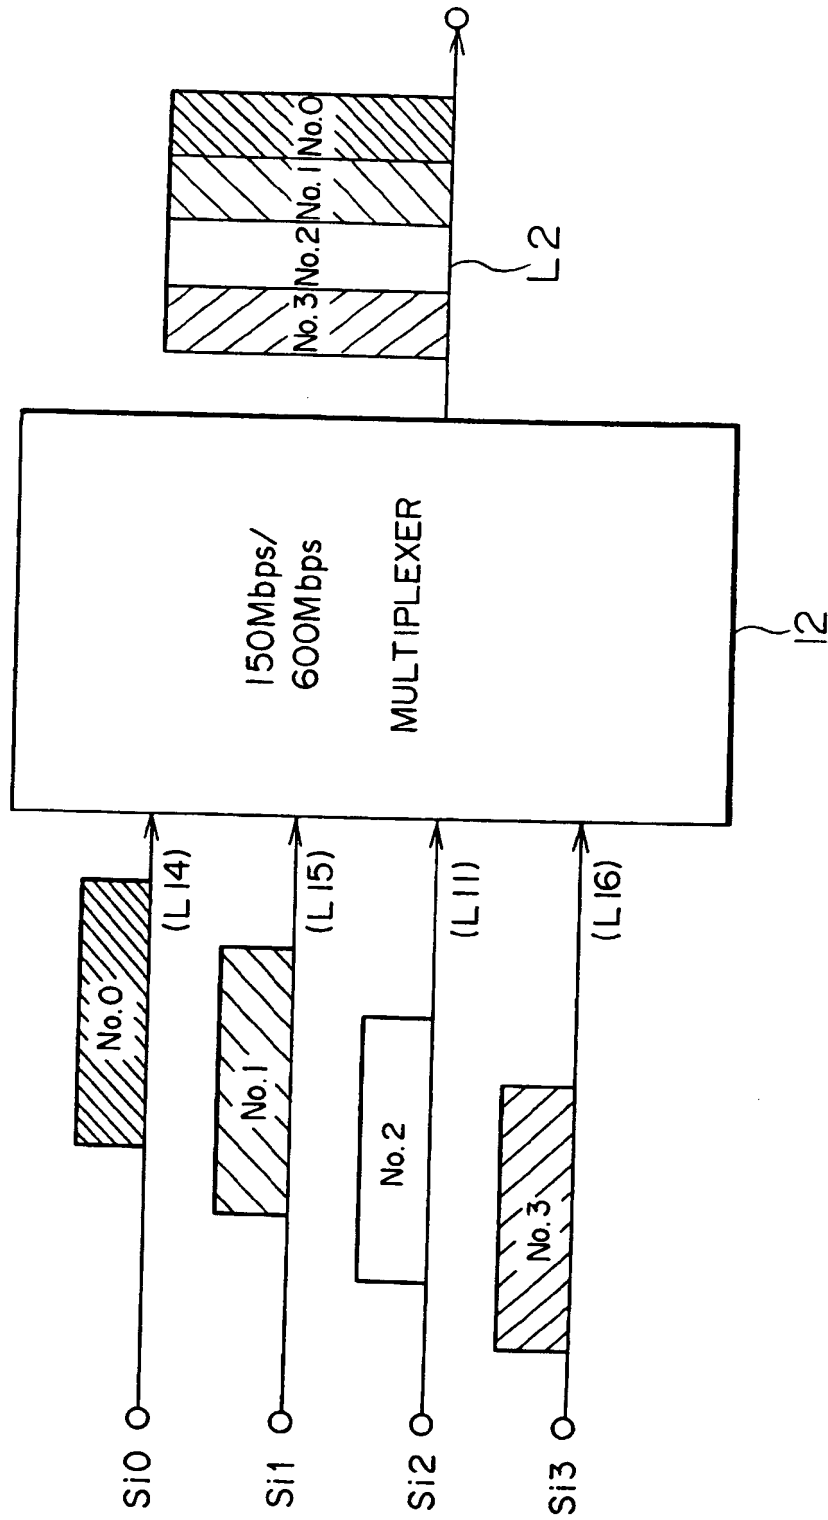 Si0
No.0
(L14)
Si1
No.1
(L15)
Si2
No.2
(L11)
Si3
No.3
(L16)
150Mbps/
600Mbps
MULTIPLEXER
12
No.3 No.2 No.1 No.0
L2